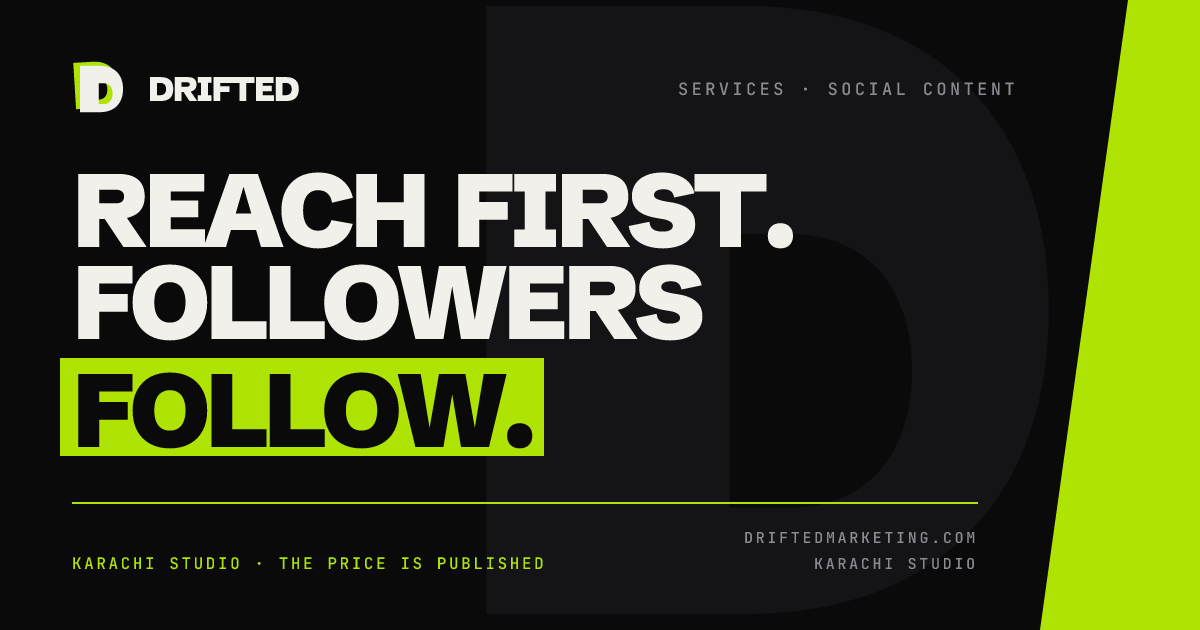 DRIFTED
SERVICES · SOCIAL CONTENT
REACH FIRST.
FOLLOWERS
FOLLOW.
DRIFTEDMARKETING.COM
KARACHI STUDIO · THE PRICE IS PUBLISHED
KARACHI STUDIO